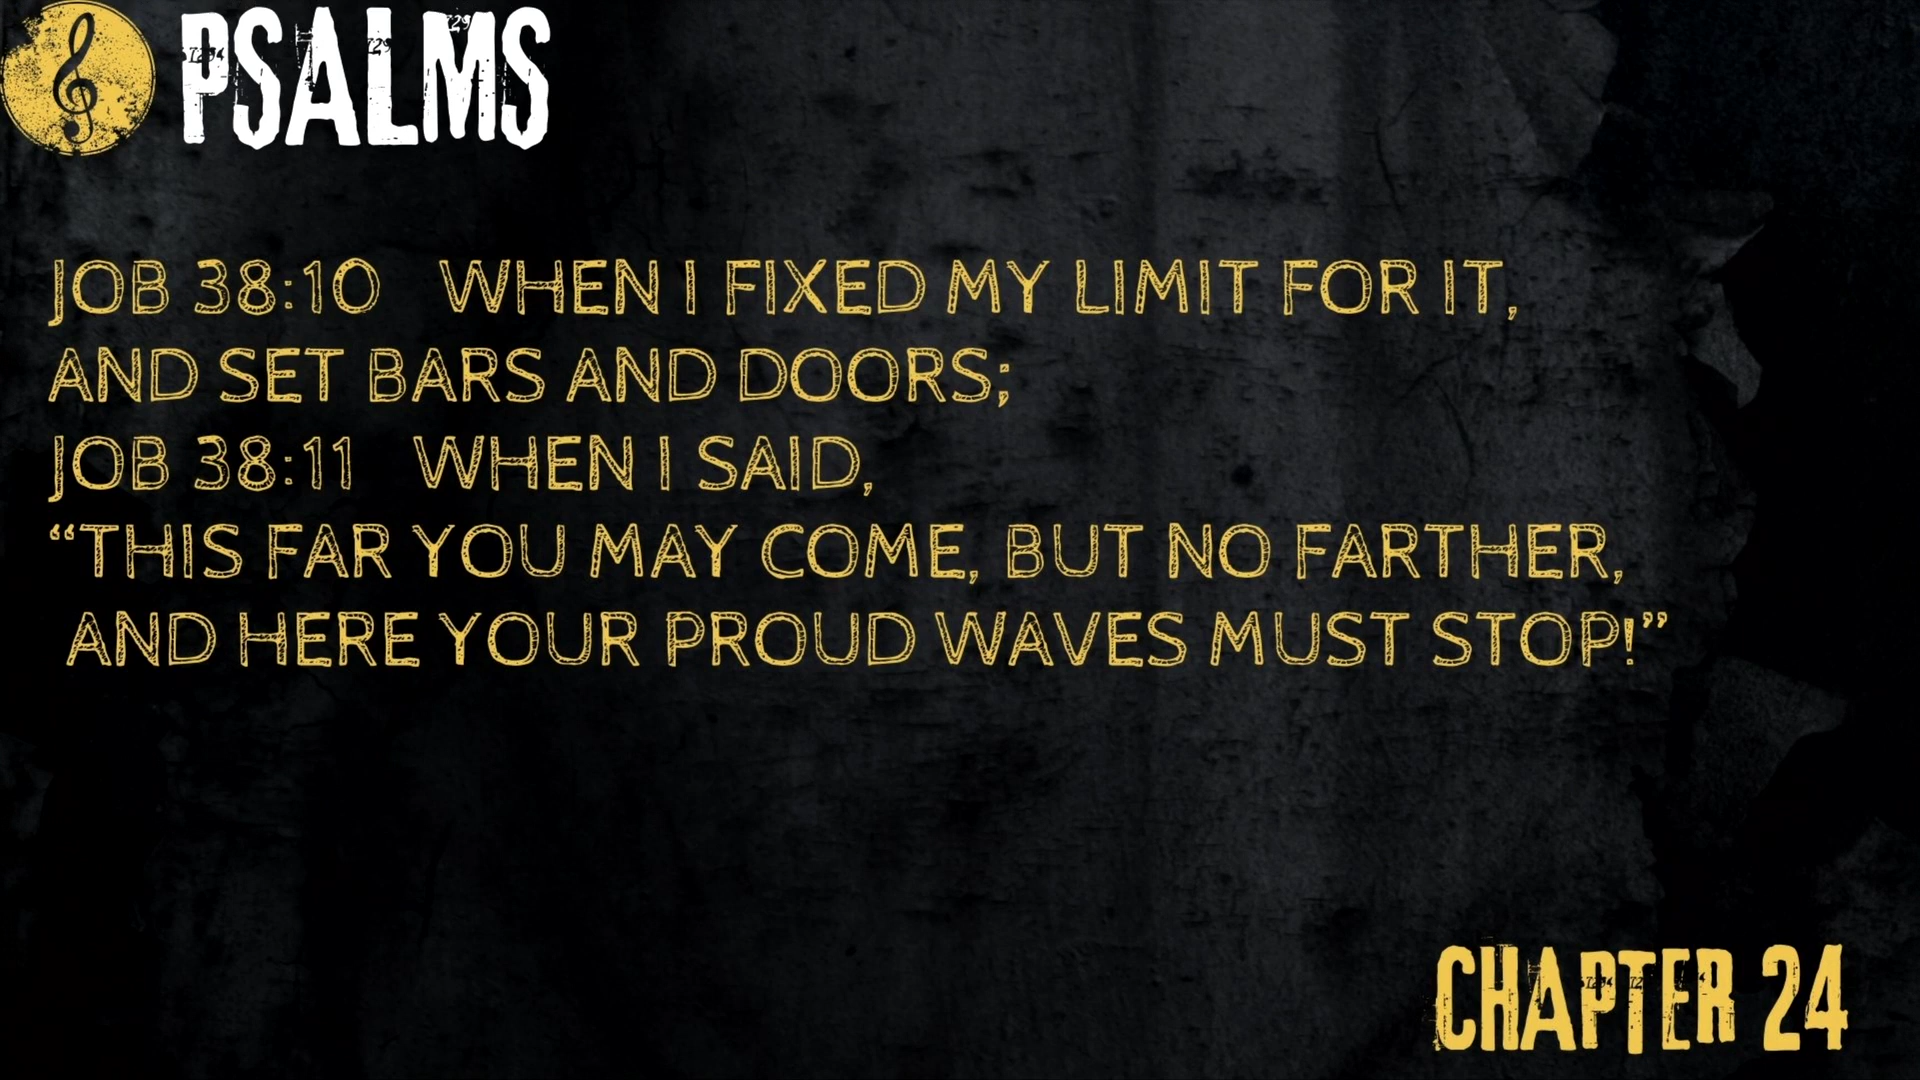 PSALMS
JOB 38:10 WHEN I FIXED MY LIMIT FOR IT,
AND SET BARS AND DOORS;
JOB 38:11 WHEN I SAID,
“THIS FAR YOU MAY COME, BUT NO FARTHER,
AND HERE YOUR PROUD WAVES MUST STOP!”
CHAPTER 24